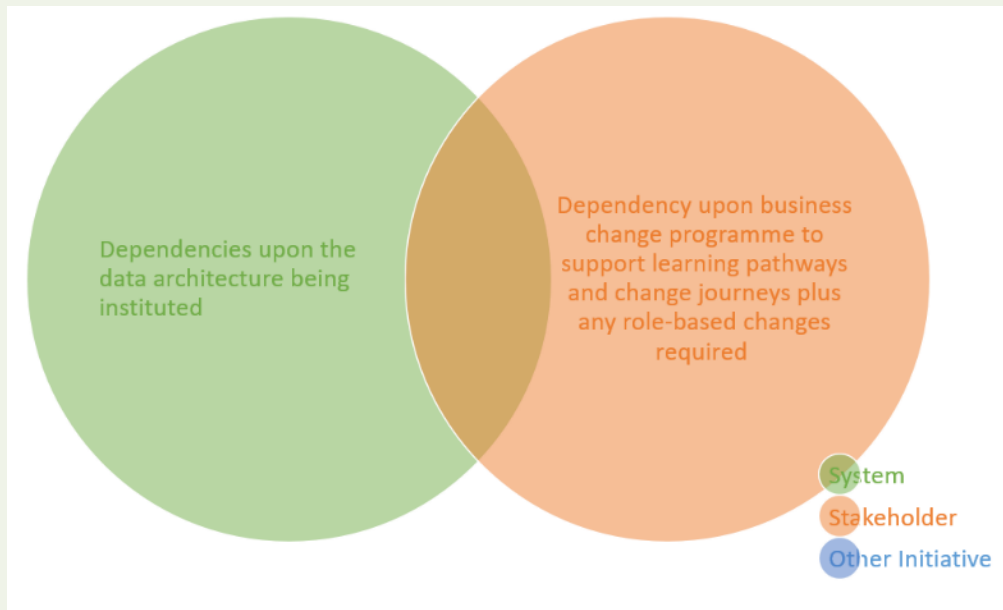 Dependencies upon the
data architecture being
instituted
Dependency upon business
change programme to
support learning pathways
and change journeys plus
any role-based changes
required
System
Stakeholder
Other Initiative